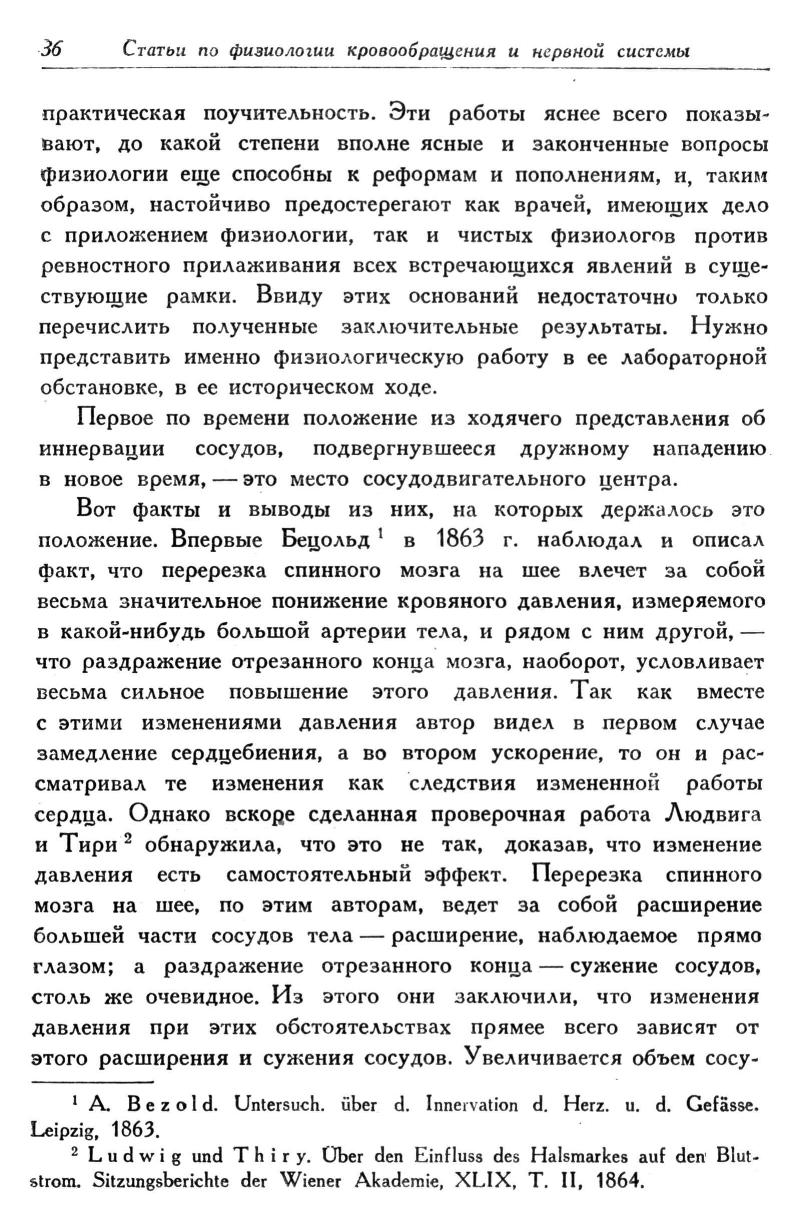 36 Статьи по физиологии кровообращения и нервной системы
практическая поучительность. Эти работы яснее всего показы-
вают, до какой степени вполне ясные и законченные вопросы
физиологии еще способны к реформам и пополнениям, и, таким
образом, настойчиво предостерегают как врачей, имеющих дело
с приложением физиологии, так и чистых физиологов против
ревностного прилаживания всех встречающихся явлений в суще-
ствующие рамки. Ввиду этих оснований недостаточно только
перечислить полученные заключительные результаты. Нужно
представить именно физиологическую работу в ее лабораторной
обстановке, в ее историческом ходе.
Первое по времени положение из ходячего представления об
иннервации сосудов, подвергнувшееся дружному нападению
в новое время, — это место сосудодвигательного центра.
Вот факты и выводы из них, на которых держалось это
положение. Впервые Бецольд ¹ в 1863 г. наблюдал и описал
факт, что перерезка спинного мозга на шее влечет за собой
весьма значительное понижение кровяного давления, измеряемого
в какой-нибудь большой артерии тела, и рядом с ним другой, —
что раздражение отрезанного конца мозга, наоборот, условливает
весьма сильное повышение этого давления. Так как вместе
с этими изменениями давления автор видел в первом случае
замедление сердцебиения, а во втором ускорение, то он и рас-
сматривал те изменения как следствия измененной работы
сердца. Однако вскоре сделанная проверочная работа Людвига
и Тири ² обнаружила, что это не так, доказав, что изменение
давления есть самостоятельный эффект. Перерезка спинного
мозга на шее, по этим авторам, ведет за собой расширение
большей части сосудов тела — расширение, наблюдаемое прямо
глазом; а раздражение отрезанного конца — сужение сосудов,
столь же очевидное. Из этого они заключили, что изменения
давления при этих обстоятельствах прямее всего зависят от
этого расширения и сужения сосудов. Увеличивается объем сосу-
¹ A. Bezold. Untersuch. über d. Innervation d. Herz. u. d. Gefässe.
Leipzig, 1863.
² Ludwig und Thiry. Über den Einfluss des Halsmarkes auf den Blut-
strom. Sitzungsberichte der Wiener Akademie, XLIX, T. II, 1864.